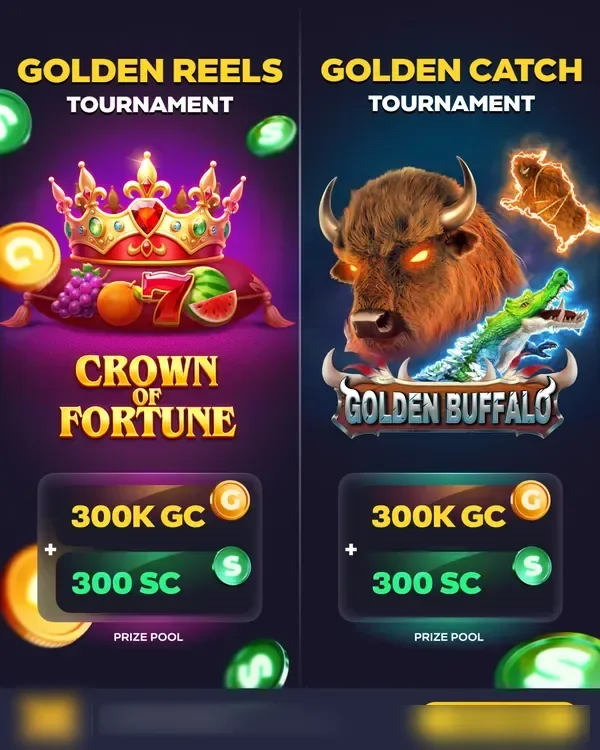 GOLDEN REELS
TOURNAMENT
7
CROWN
OF
FORTUNE
300K GC
G
+
300 SC
S
PRIZE POOL
GOLDEN CATCH
TOURNAMENT
GOLDEN BUFFALO
300K GC
G
+
300 SC
S
PRIZE POOL